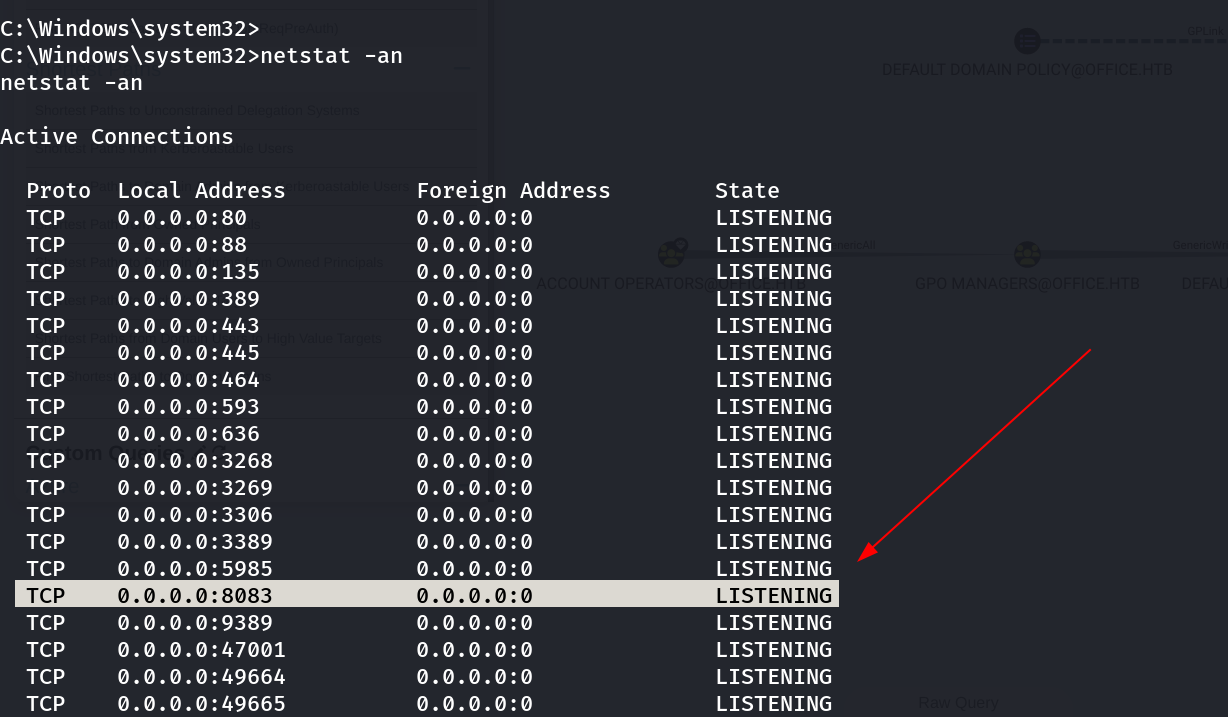 C:\Windows\system32>
C:\Windows\system32>netstat -an
netstat -an
Active Connections
Proto Local Address Foreign Address State
TCP 0.0.0.0:80 0.0.0.0:0 LISTENING
TCP 0.0.0.0:88 0.0.0.0:0 LISTENING
TCP 0.0.0.0:135 0.0.0.0:0 LISTENING
TCP 0.0.0.0:389 0.0.0.0:0 LISTENING
TCP 0.0.0.0:443 0.0.0.0:0 LISTENING
TCP 0.0.0.0:445 0.0.0.0:0 LISTENING
TCP 0.0.0.0:464 0.0.0.0:0 LISTENING
TCP 0.0.0.0:593 0.0.0.0:0 LISTENING
TCP 0.0.0.0:636 0.0.0.0:0 LISTENING
TCP 0.0.0.0:3268 0.0.0.0:0 LISTENING
TCP 0.0.0.0:3269 0.0.0.0:0 LISTENING
TCP 0.0.0.0:3306 0.0.0.0:0 LISTENING
TCP 0.0.0.0:3389 0.0.0.0:0 LISTENING
TCP 0.0.0.0:5985 0.0.0.0:0 LISTENING
TCP 0.0.0.0:8083 0.0.0.0:0 LISTENING
TCP 0.0.0.0:9389 0.0.0.0:0 LISTENING
TCP 0.0.0.0:47001 0.0.0.0:0 LISTENING
TCP 0.0.0.0:49664 0.0.0.0:0 LISTENING
TCP 0.0.0.0:49665 0.0.0.0:0 LISTENING
GPLink
DEFAULT DOMAIN POLICY@OFFICE.HTB
Shortest Paths to Unconstrained Delegation Systems
ACCOUNT OPERATORS@OFFICE.HTB
GPO MANAGERS@OFFICE.HTB
Raw Query